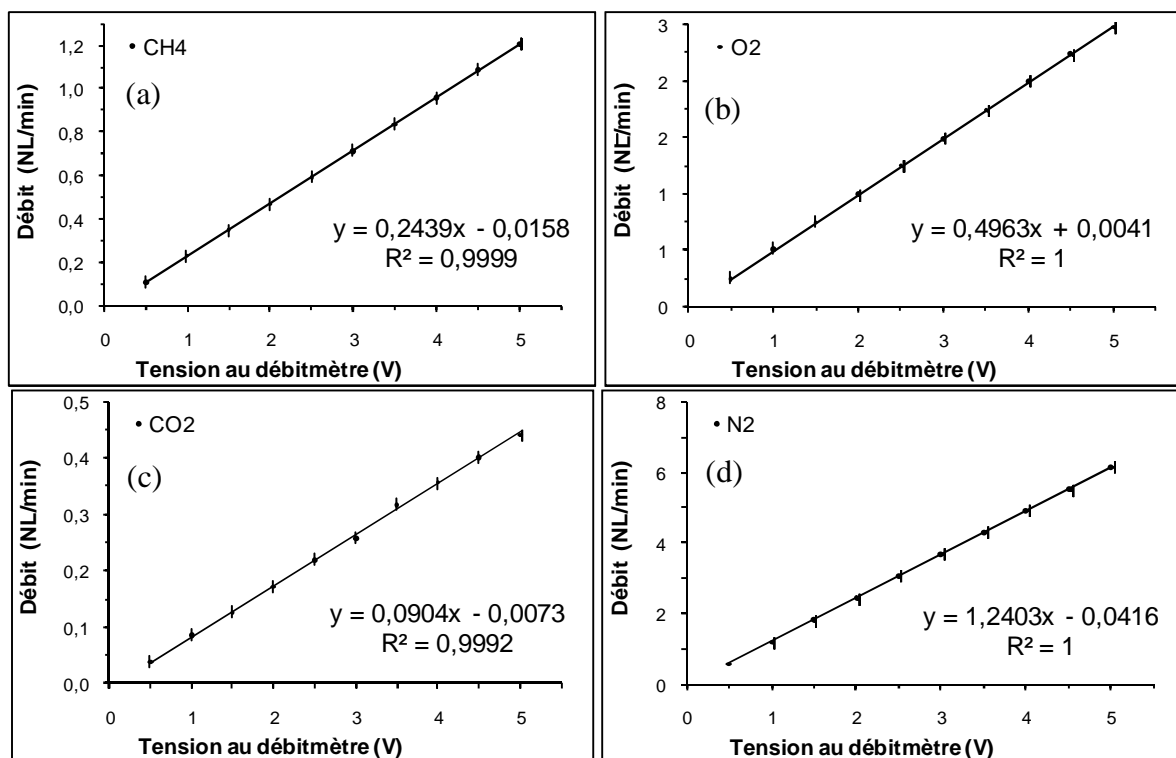 CH4
(a)
Débit (NL/min)
1,2
1,0
0,8
0,6
0,4
0,2
0,0
y = 0,2439x - 0,0158
R² = 0,9999
0 1 2 3 4 5
Tension au débitmètre (V)
O2
(b)
Débit (NL/min)
3
2
2
1
1
0
y = 0,4963x + 0,0041
R² = 1
0 1 2 3 4 5
Tension au débitmètre (V)
CO2
(c)
Débit (NL/min)
0,5
0,4
0,3
0,2
0,1
0,0
y = 0,0904x - 0,0073
R² = 0,9992
0 1 2 3 4 5
Tension au débitmètre (V)
N2
(d)
Débit (NL/min)
8
6
4
2
0
y = 1,2403x - 0,0416
R² = 1
0 1 2 3 4 5
Tension au débitmètre (V)